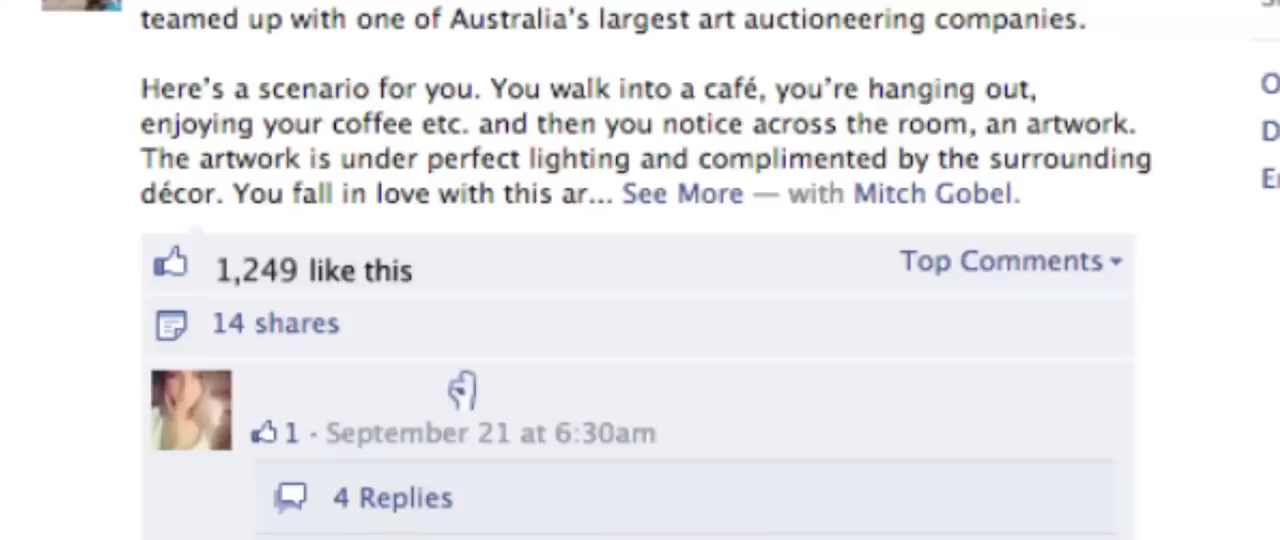 teamed up with one of Australia's largest art auctioneering companies.
Here's a scenario for you. You walk into a café, you're hanging out,
enjoying your coffee etc. and then you notice across the room, an artwork.
The artwork is under perfect lighting and complimented by the surrounding
décor. You fall in love with this ar... See More — with Mitch Gobel.
1,249 like this
Top Comments
14 shares
1 · September 21 at 6:30am
4 Replies
O
D